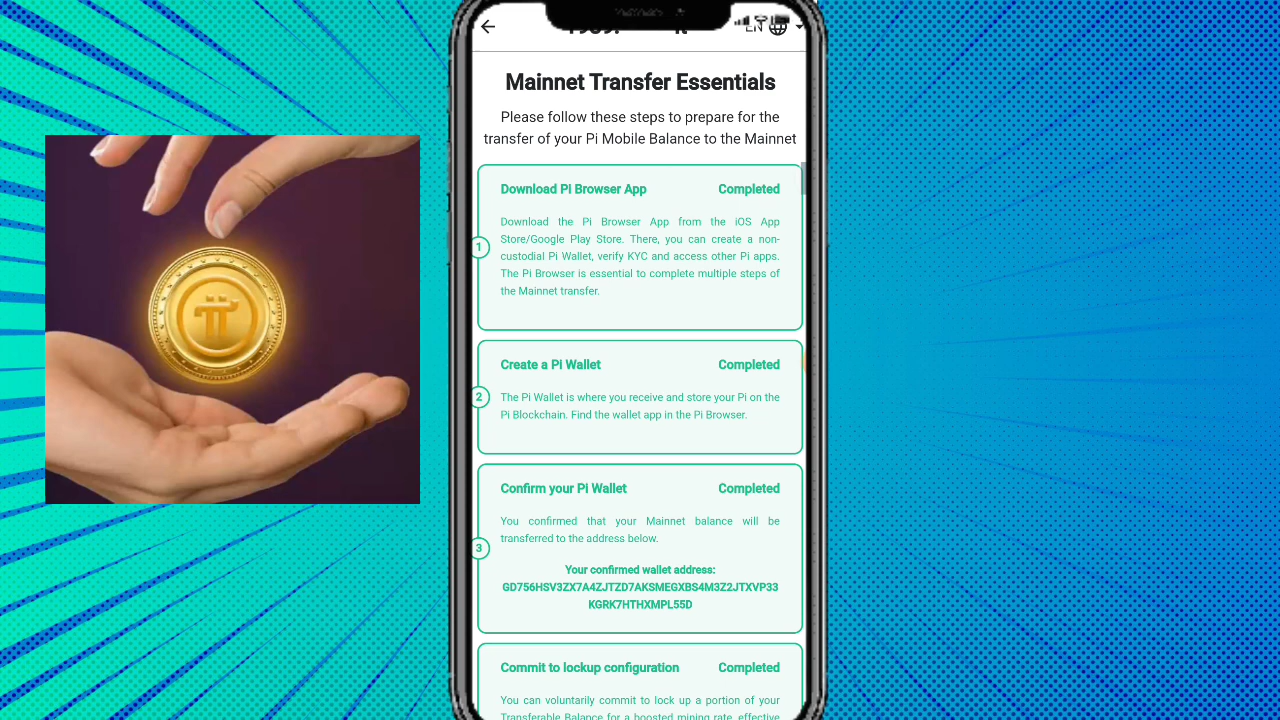 EN
Mainnet Transfer Essentials
Please follow these steps to prepare for the
transfer of your Pi Mobile Balance to the Mainnet
Download Pi Browser App Completed
Download the Pi Browser App from the iOS App
Store/Google Play Store. There, you can create a non-
custodial Pi Wallet, verify KYC and access other Pi apps.
The Pi Browser is essential to complete multiple steps of
the Mainnet transfer.
1
Create a Pi Wallet Completed
2
The Pi Wallet is where you receive and store your Pi on the
Pi Blockchain. Find the wallet app in the Pi Browser.
Confirm your Pi Wallet Completed
You confirmed that your Mainnet balance will be
transferred to the address below.
3
Your confirmed wallet address:
GD756HSV3ZX7A4ZJTZD7AKSMEGXBS4M3Z2JTXVP33
KGRK7HTHXMPL55D
Commit to lockup configuration Completed
You can voluntarily commit to lock up a portion of your
Transferable Balance for a boosted mining rate, effective